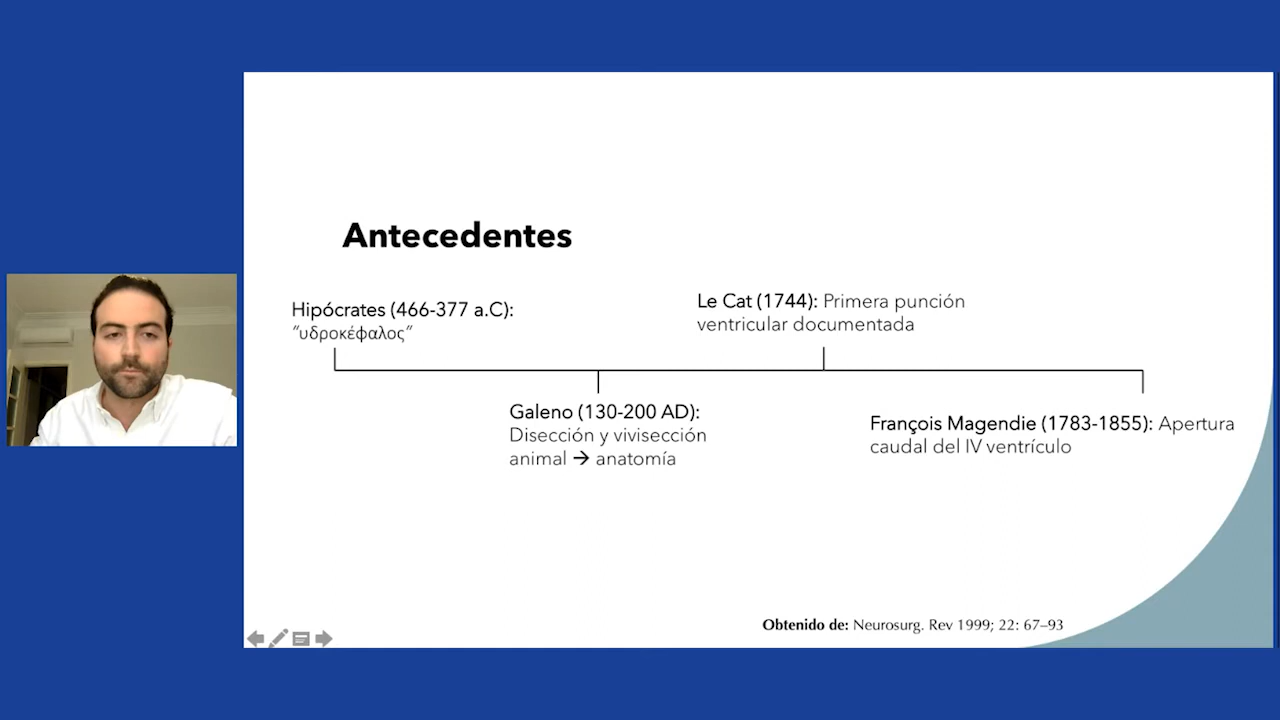 Antecedentes
Hipócrates (466-377 a.C):
“υδροκέφαλος”
Le Cat (1744): Primera punción
ventricular documentada
Galeno (130-200 AD):
Disección y vivisección
animal → anatomía
François Magendie (1783-1855): Apertura
caudal del IV ventrículo
Obtenido de: Neurosurg. Rev 1999; 22: 67–93